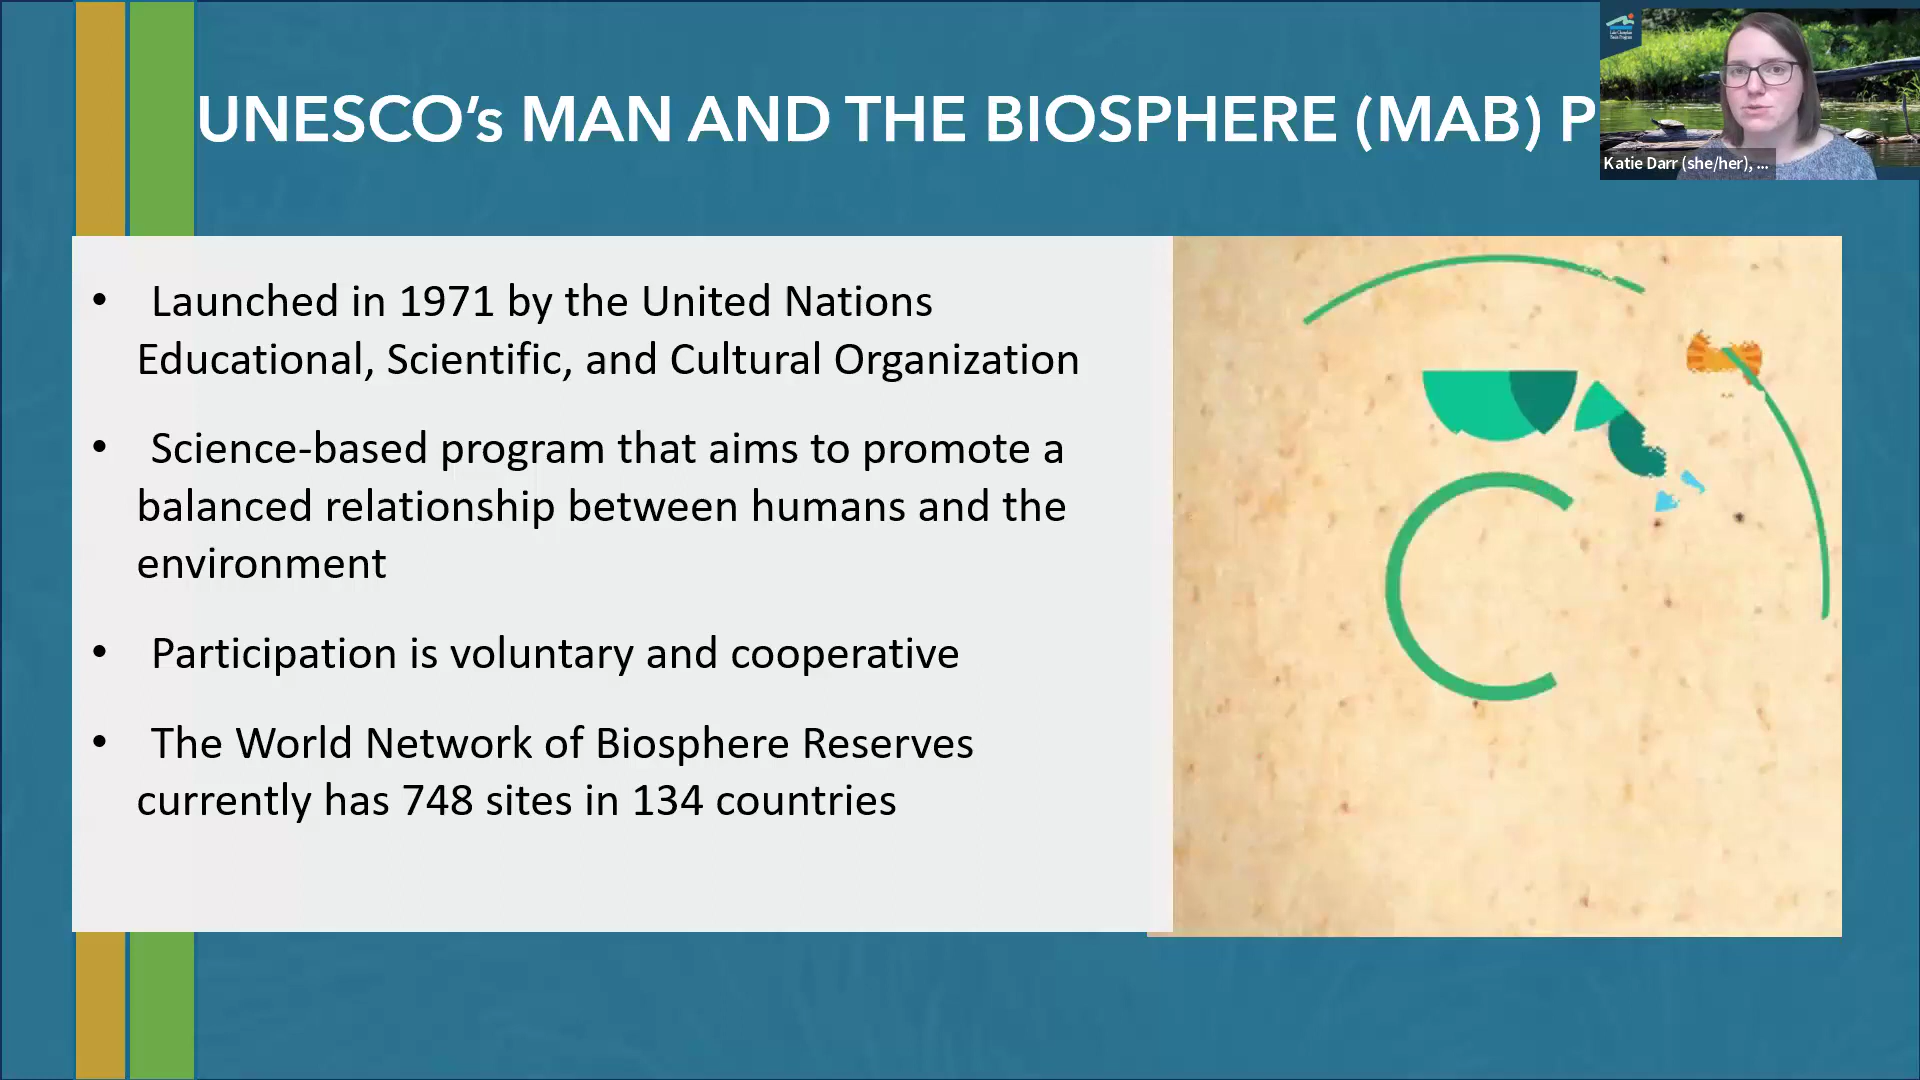 UNESCO’s MAN AND THE BIOSPHERE (MAB) P
Katie Darr (she/her), ...
• Launched in 1971 by the United Nations
Educational, Scientific, and Cultural Organization
• Science-based program that aims to promote a
balanced relationship between humans and the
environment
• Participation is voluntary and cooperative
• The World Network of Biosphere Reserves
currently has 748 sites in 134 countries